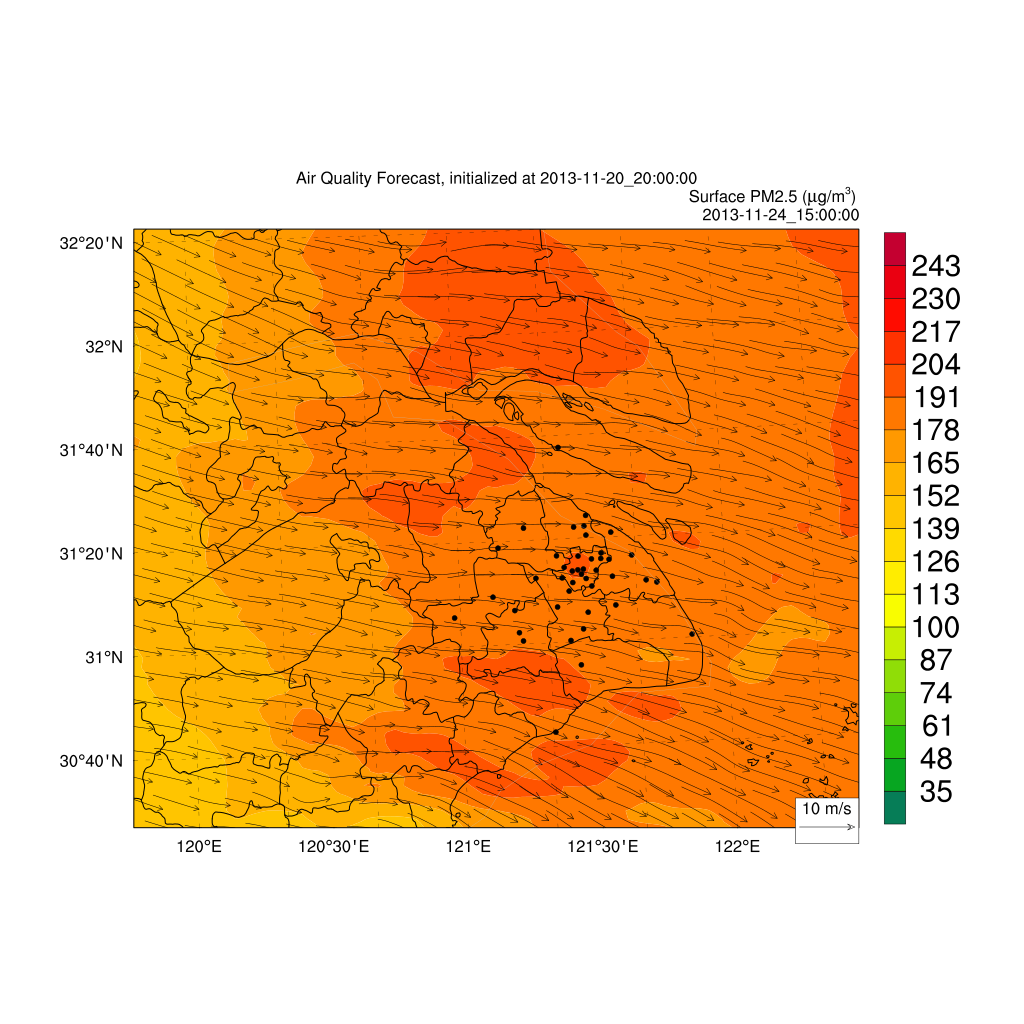 Air Quality Forecast, initialized at 2013-11-20_20:00:00
Surface PM2.5 (μg/m³)
2013-11-24_15:00:00
32°20'N
32°N
31°40'N
31°20'N
31°N
30°40'N
120°E
120°30'E
121°E
121°30'E
122°E
10 m/s
243
230
217
204
191
178
165
152
139
126
113
100
87
74
61
48
35